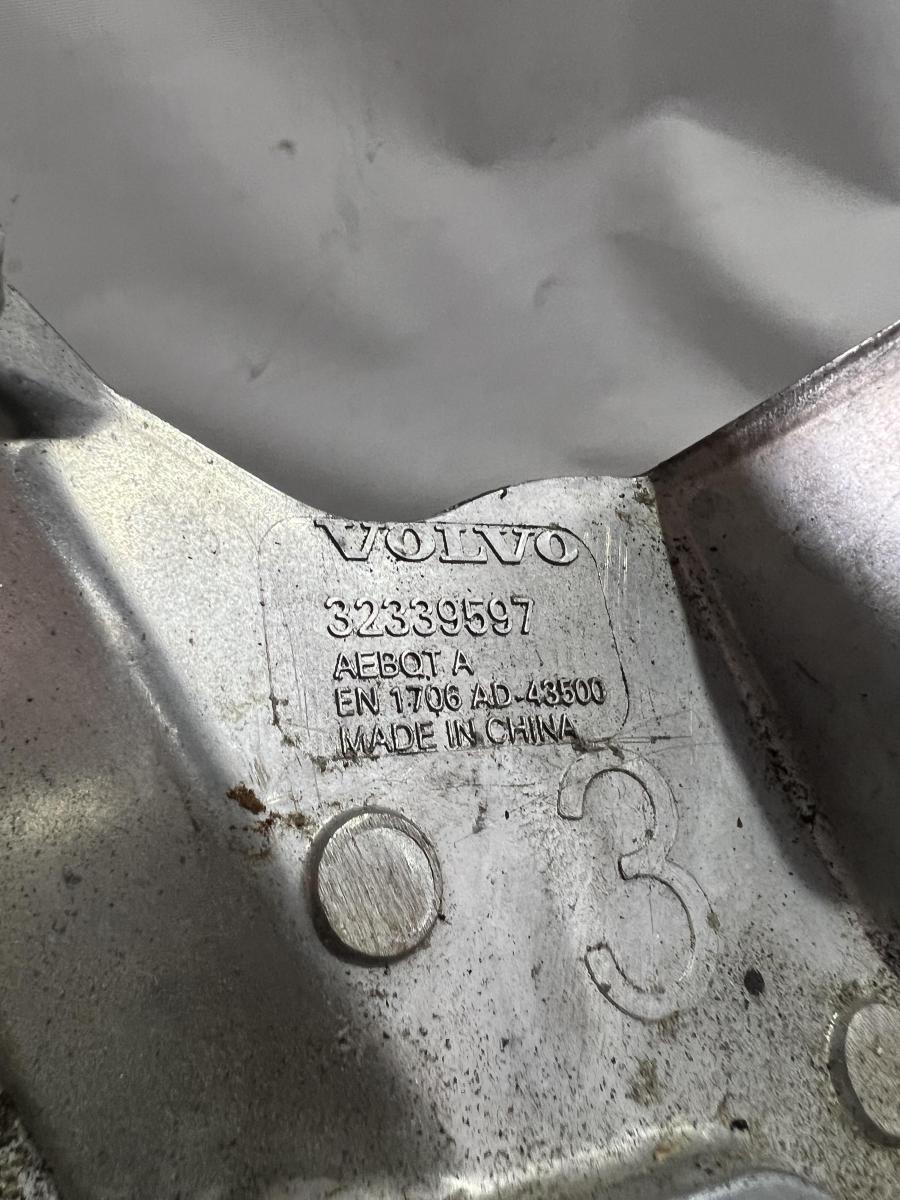 VOLVO
32339597
AEBQT A
EN 1706 AD-43500
MADE IN CHINA
3